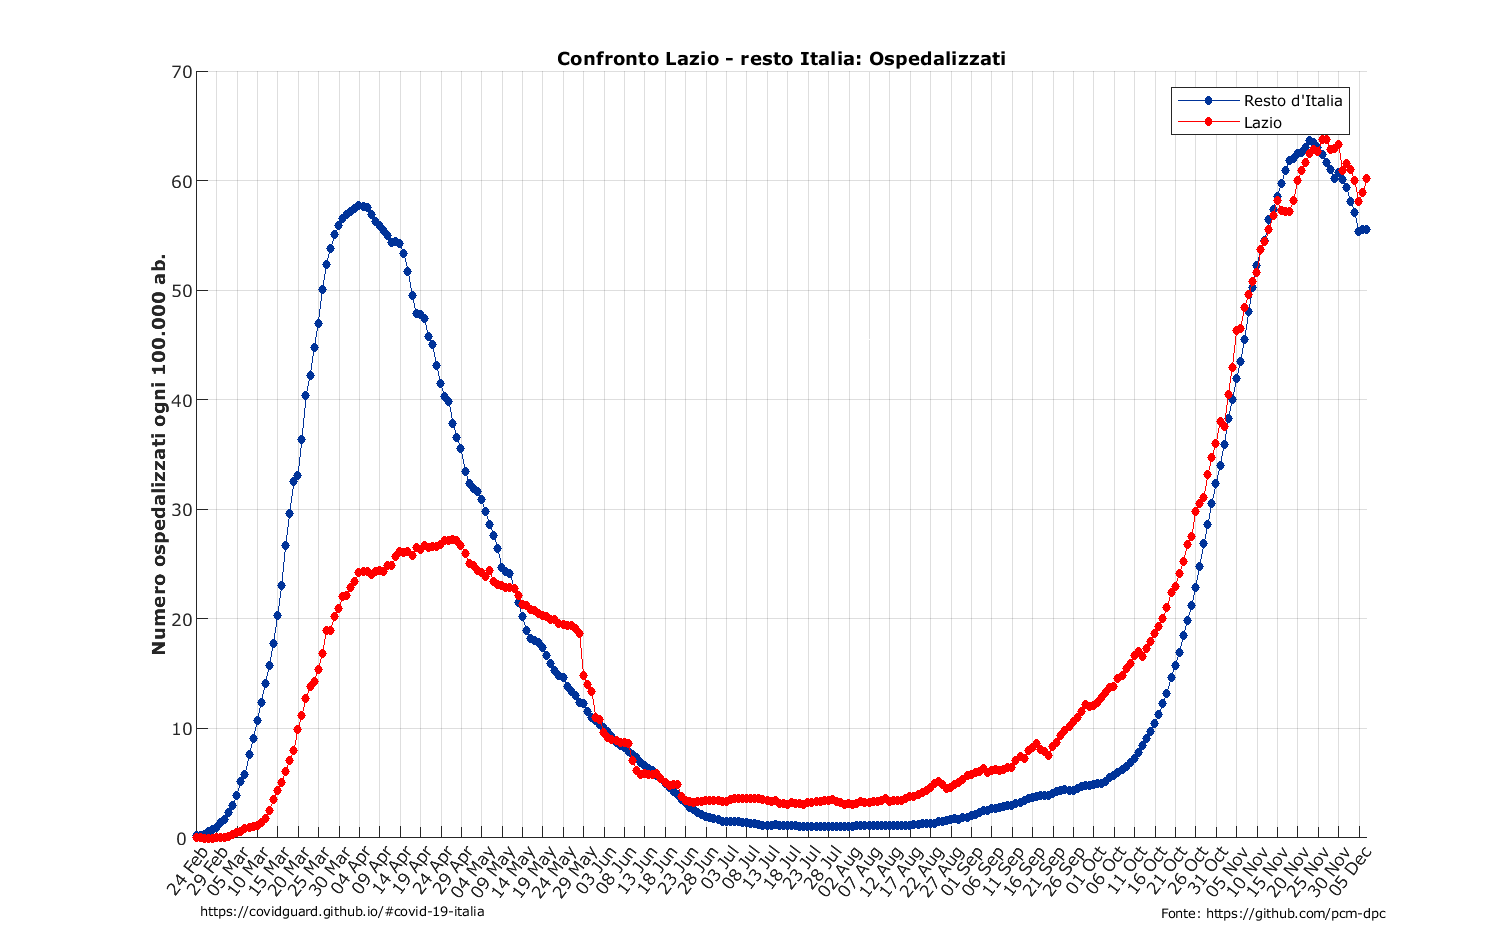 Confronto Lazio - resto Italia: Ospedalizzati
Resto d'Italia
Lazio
Numero ospedalizzati ogni 100.000 ab.
70
60
50
40
30
20
10
0
24 Feb
29 Feb
05 Mar
10 Mar
15 Mar
20 Mar
25 Mar
30 Mar
04 Apr
09 Apr
14 Apr
19 Apr
24 Apr
29 Apr
04 May
09 May
14 May
19 May
24 May
29 May
03 Jun
08 Jun
13 Jun
18 Jun
23 Jun
28 Jun
03 Jul
08 Jul
13 Jul
18 Jul
23 Jul
28 Jul
02 Aug
07 Aug
12 Aug
17 Aug
22 Aug
27 Aug
01 Sep
06 Sep
11 Sep
16 Sep
21 Sep
26 Sep
01 Oct
06 Oct
11 Oct
16 Oct
21 Oct
26 Oct
31 Oct
05 Nov
10 Nov
15 Nov
20 Nov
25 Nov
30 Nov
05 Dec
https://covidguard.github.io/#covid-19-italia
Fonte: https://github.com/pcm-dpc